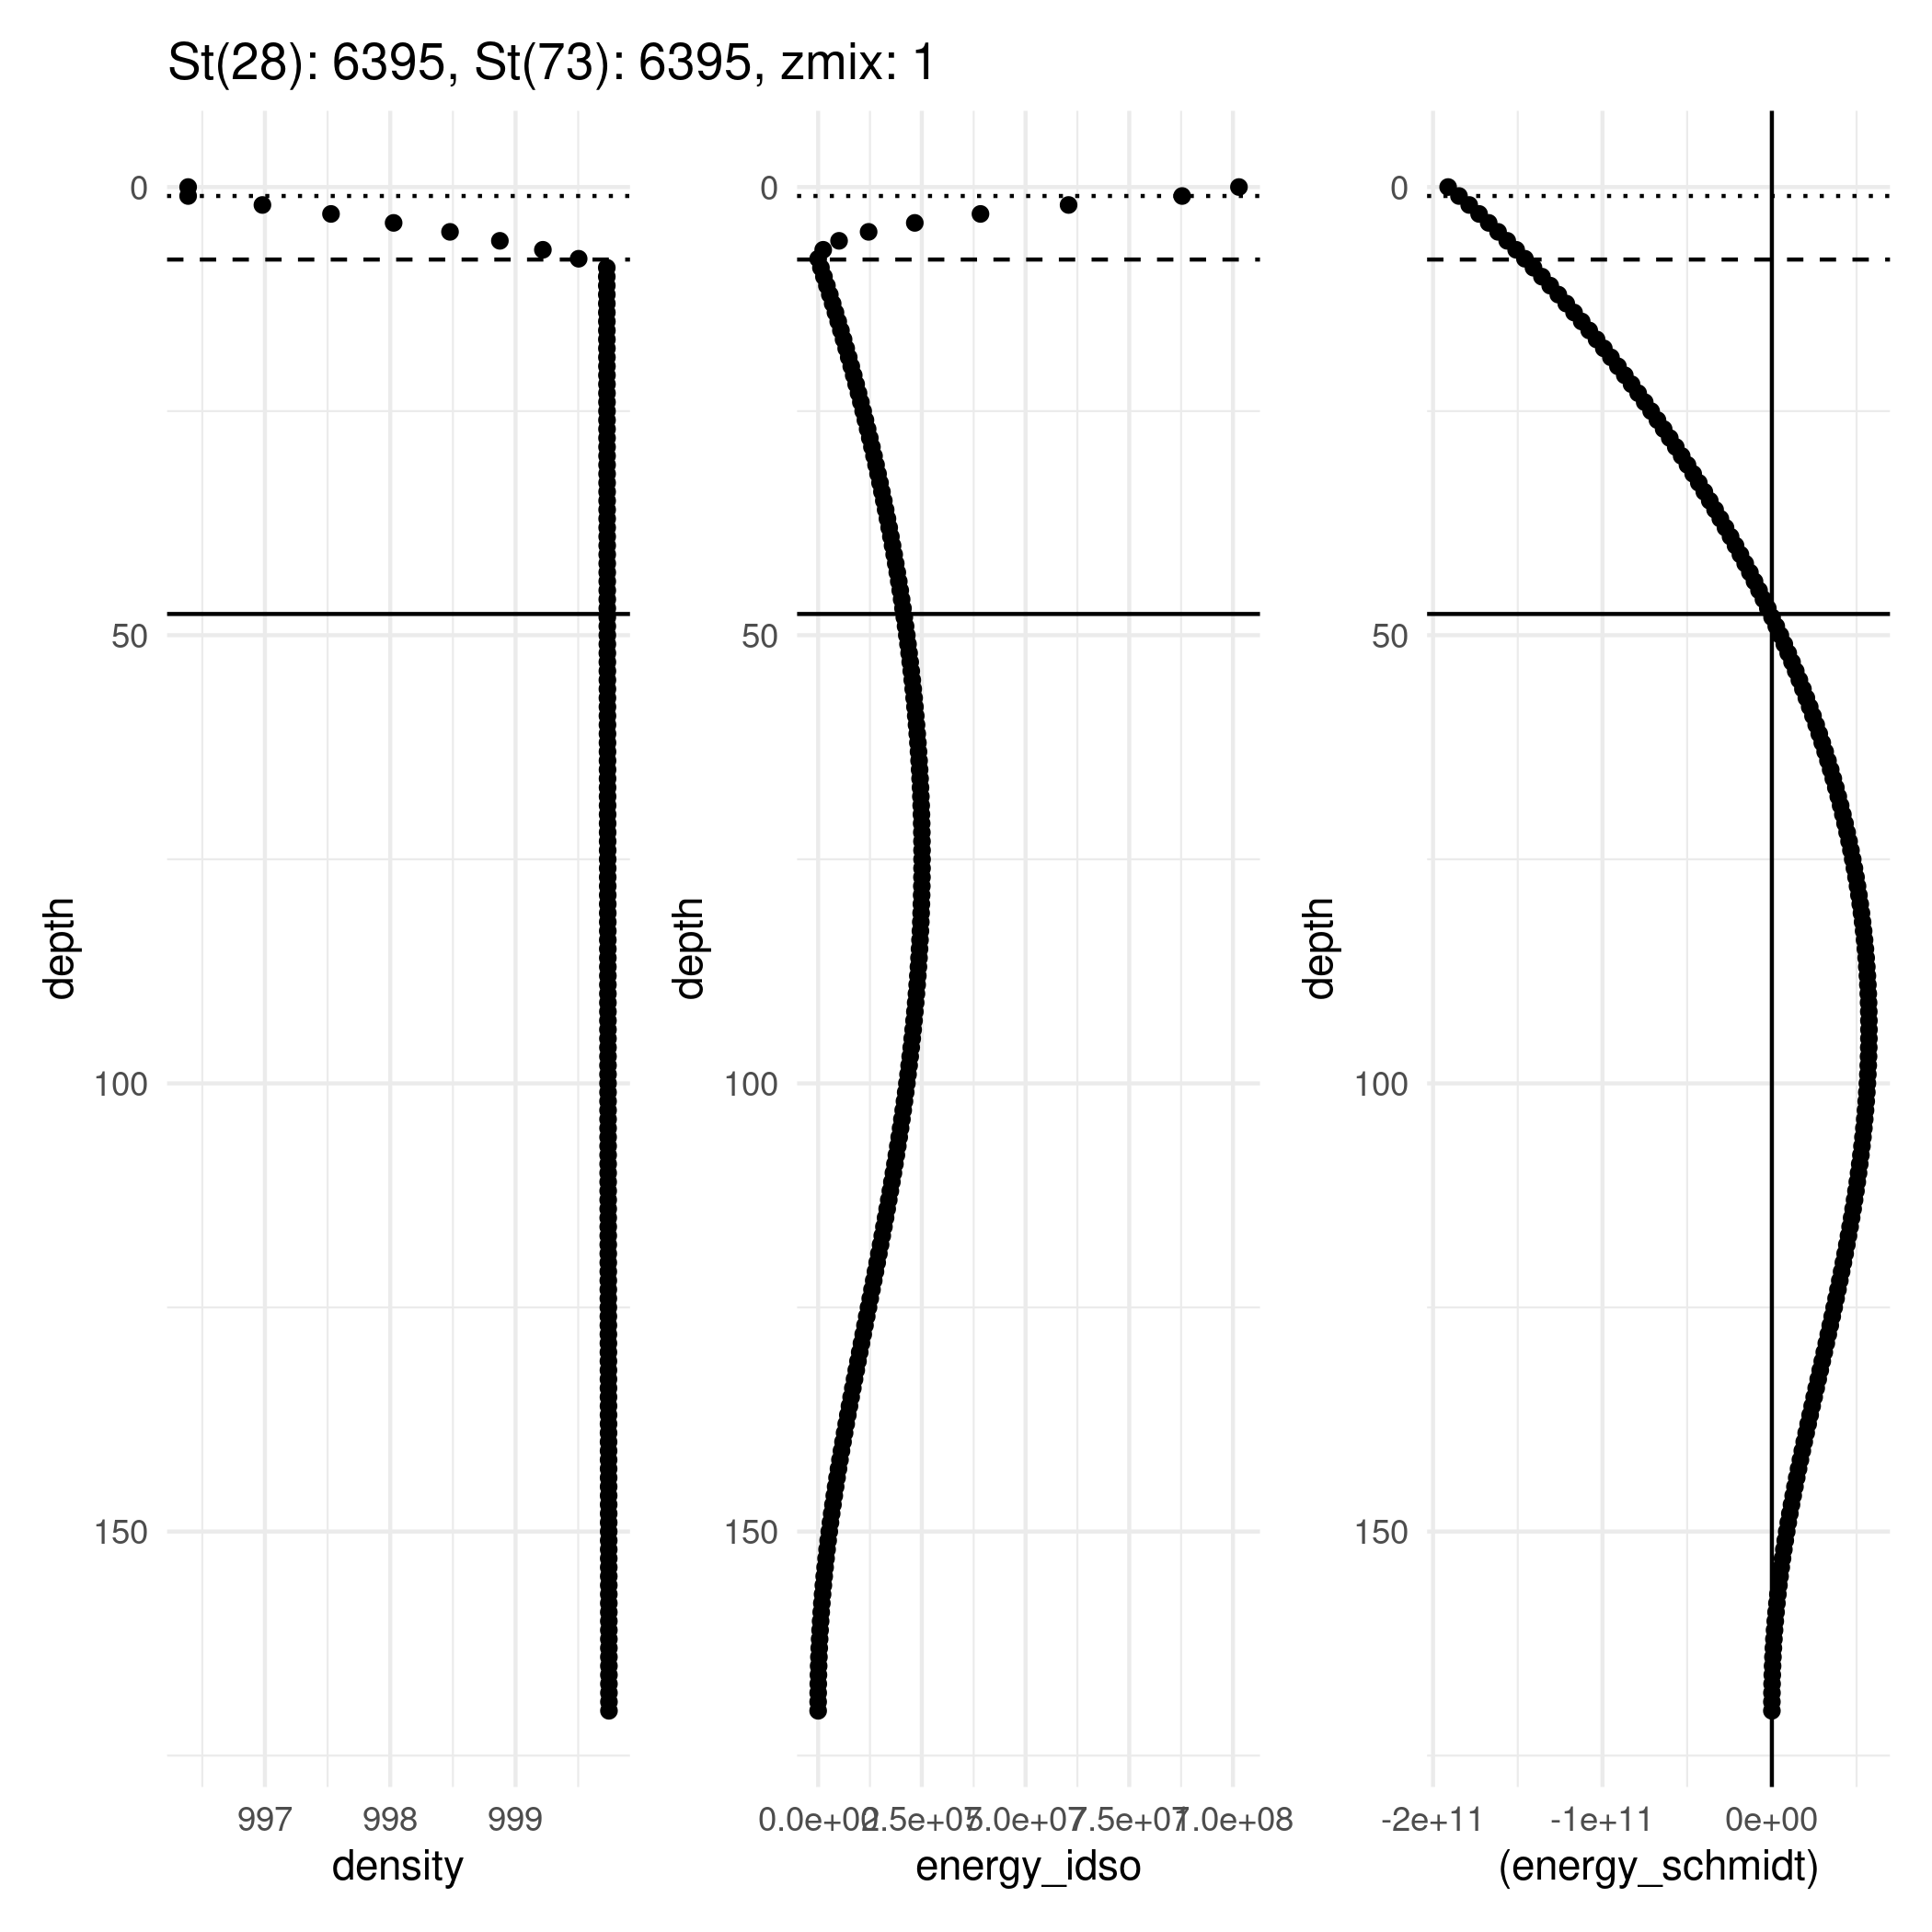 St(28): 6395, St(73): 6395, zmix: 1
depth
0
50
100
150
997
998
999
density
depth
0
50
100
150
0.0e+00
2.5e+07
5.0e+07
7.5e+07
1.0e+08
energy_idso
depth
0
50
100
150
-2e+11
-1e+11
0e+00
(energy_schmidt)